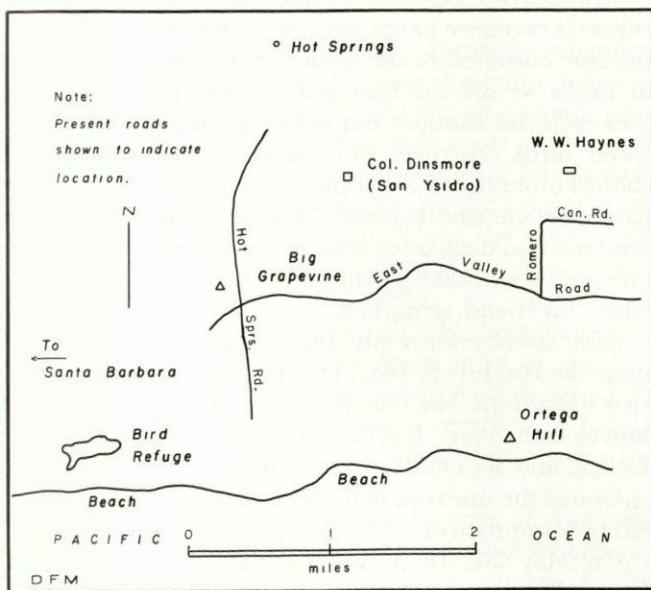 Hot Springs
Note:
Present roads
shown to indicate
location.
W. W. Haynes
Col. Dinsmore
(San Ysidro)
N
Can. Rd.
Romero
Hot
Sprs.
Rd.
Big
Grapevine
East
Valley
Road
To
Santa Barbara
Bird
Refuge
Ortega
Hill
Beach
Beach
PACIFIC
OCEAN
0
1
2
miles
DFM